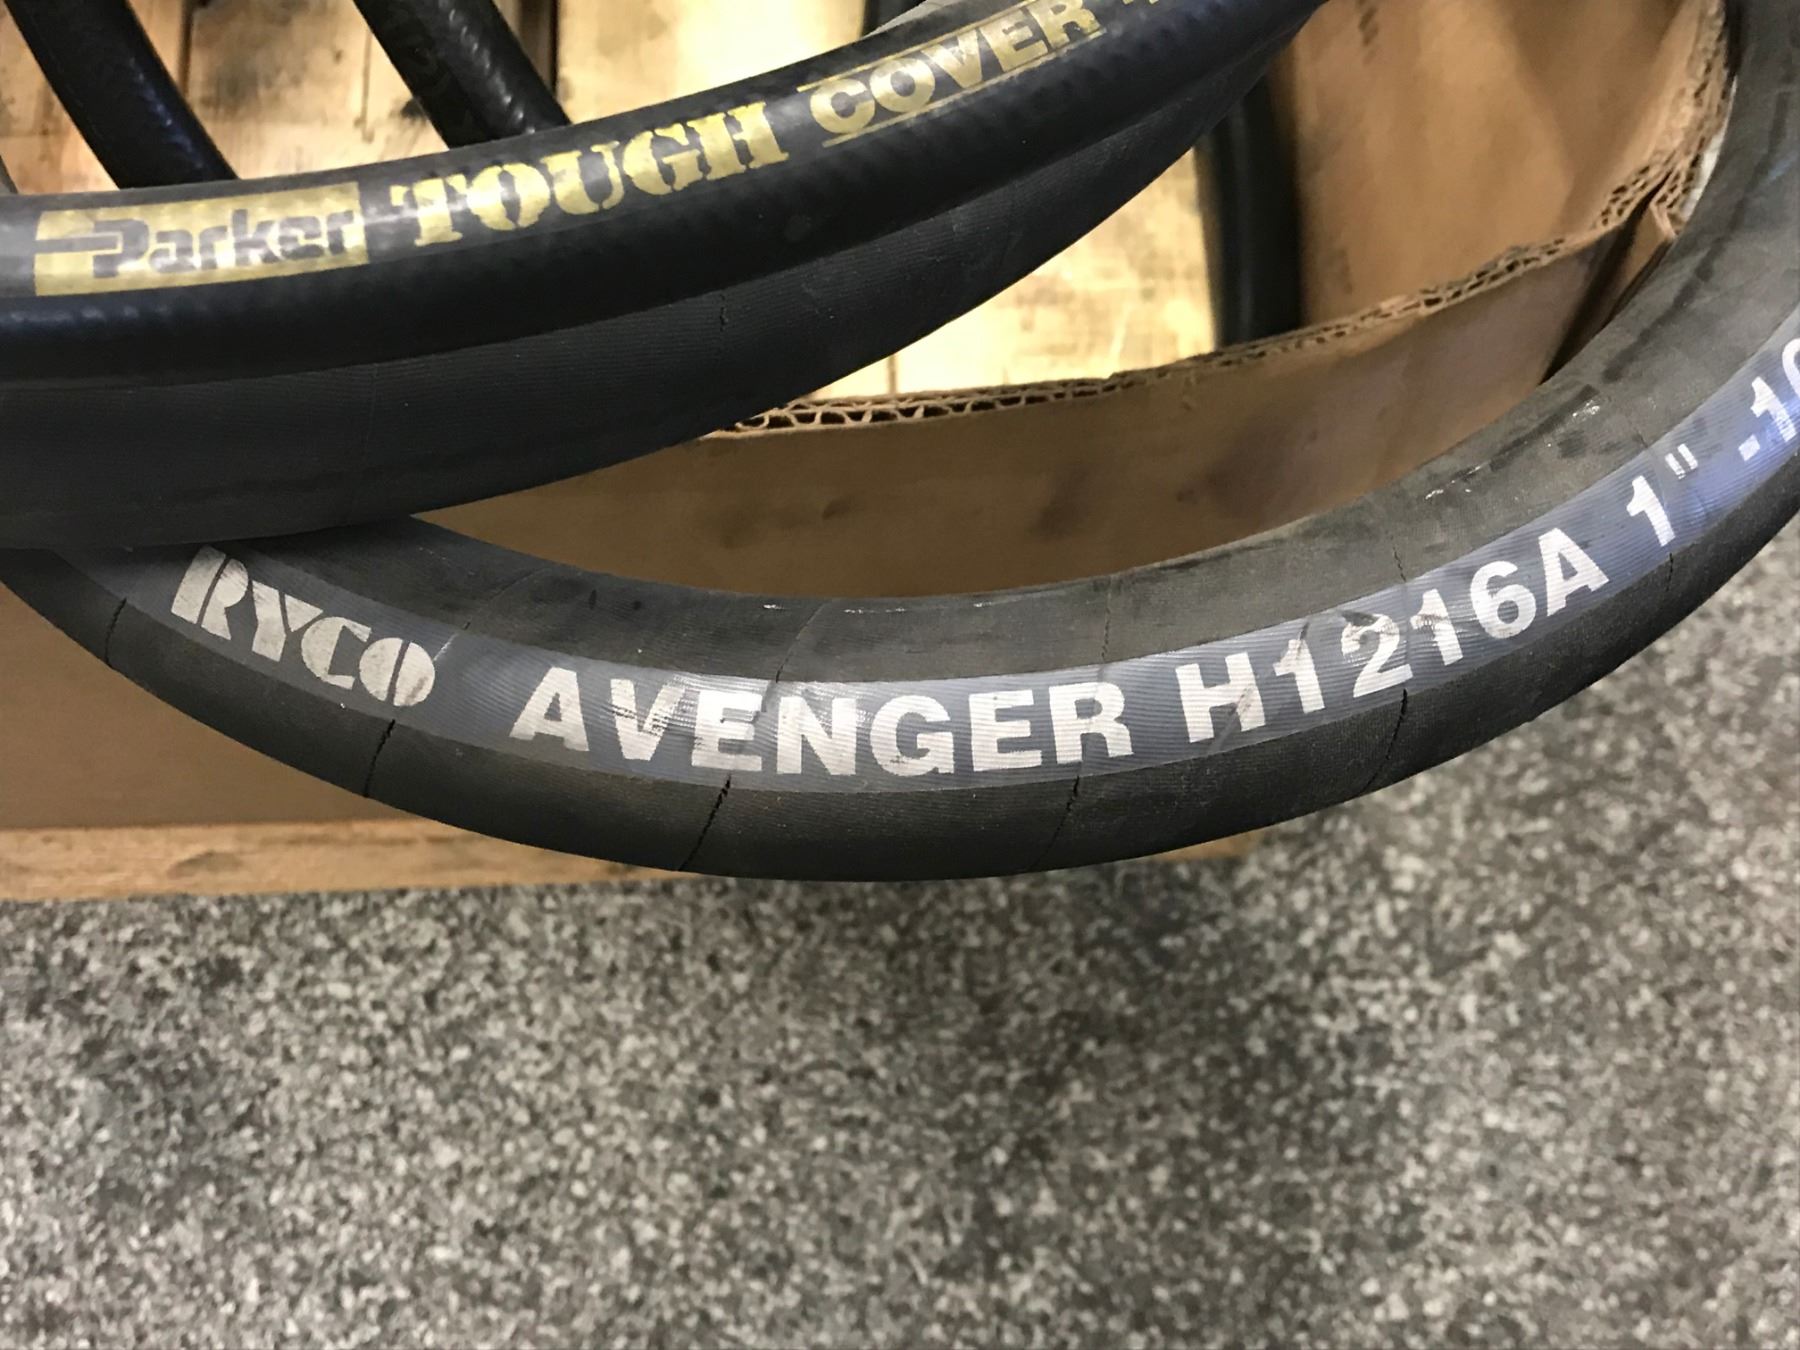 Parker TOUGH COVER
RYCO AVENGER H1216A 1"